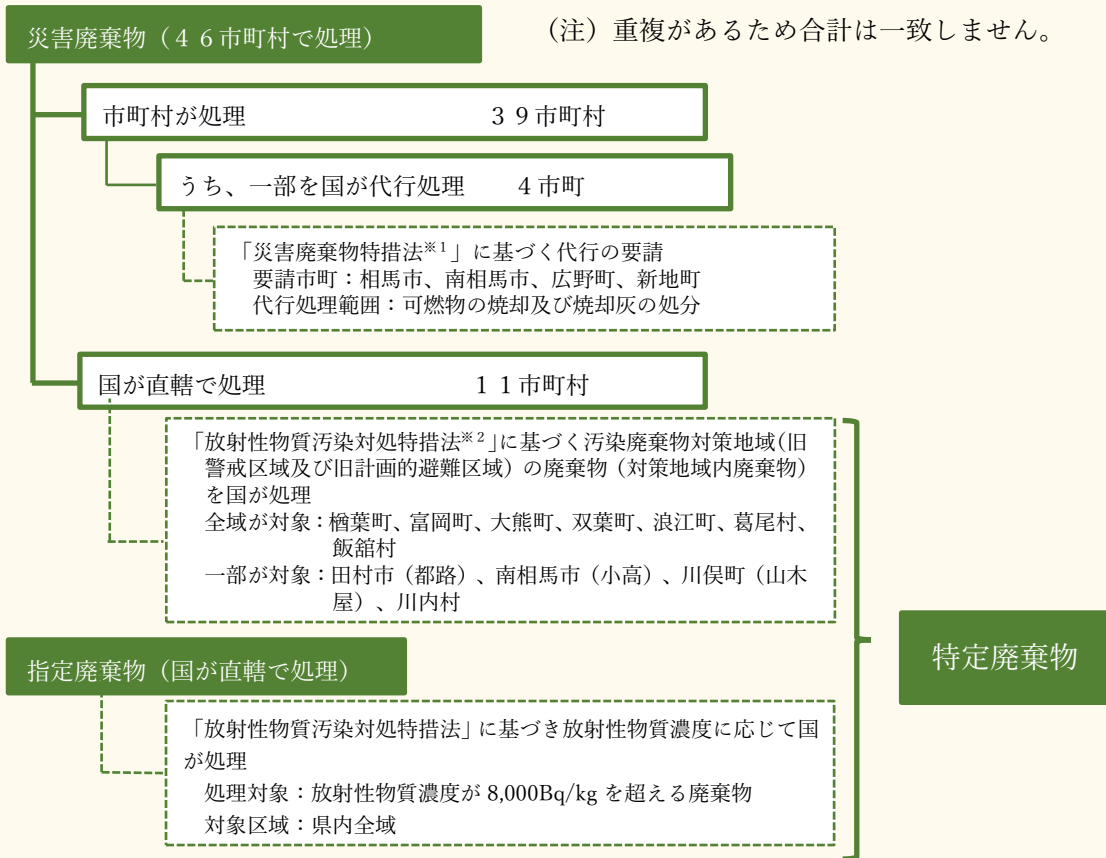 災害廃棄物（４６市町村で処理）
（注）重複があるため合計は一致しません。
市町村が処理　３９市町村
うち、一部を国が代行処理　４市町
「災害廃棄物特措法※1」に基づく代行の要請
要請市町：相馬市、南相馬市、広野町、新地町
代行処理範囲：可燃物の焼却及び焼却灰の処分
国が直轄で処理　１１市町村
「放射性物質汚染対処特措法※2」に基づく汚染廃棄物対策地域（旧
警戒区域及び旧計画的避難区域）の廃棄物（対策地域内廃棄物）
を国が処理
全域が対象：楢葉町、富岡町、大熊町、双葉町、浪江町、葛尾村、
飯舘村
一部が対象：田村市（都路）、南相馬市（小高）、川俣町（山木
屋）、川内村
特定廃棄物
指定廃棄物（国が直轄で処理）
「放射性物質汚染対処特措法」に基づき放射性物質濃度に応じて国
が処理
処理対象：放射性物質濃度が 8,000Bq/kg を超える廃棄物
対象区域：県内全域